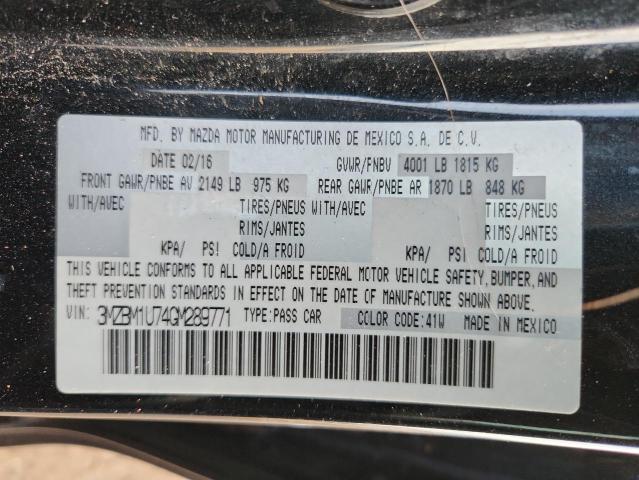 MFD. BY MAZDA MOTOR MANUFACTURING DE MEXICO S.A. DE C.V.
DATE 02/16 GVWR/PNBV 4001 LB 1815 KG
FRONT GAWR/PNBE AV 2149 LB 975 KG REAR GAWR/PNBE AR 1870 LB 848 KG
WITH/AVEC TIRES/PNEUS WITH/AVEC TIRES/PNEUS
RIMS/JANTES RIMS/JANTES
KPA/ PSI COLD/A FROID KPA/ PSI COLD/A FROID
THIS VEHICLE CONFORMS TO ALL APPLICABLE FEDERAL MOTOR VEHICLE SAFETY, BUMPER, AND
THEFT PREVENTION STANDARDS IN EFFECT ON THE DATE OF MANUFACTURE SHOWN ABOVE.
VIN: 3MZBM1U74GM289771 TYPE:PASS CAR COLOR CODE:41W MADE IN MEXICO